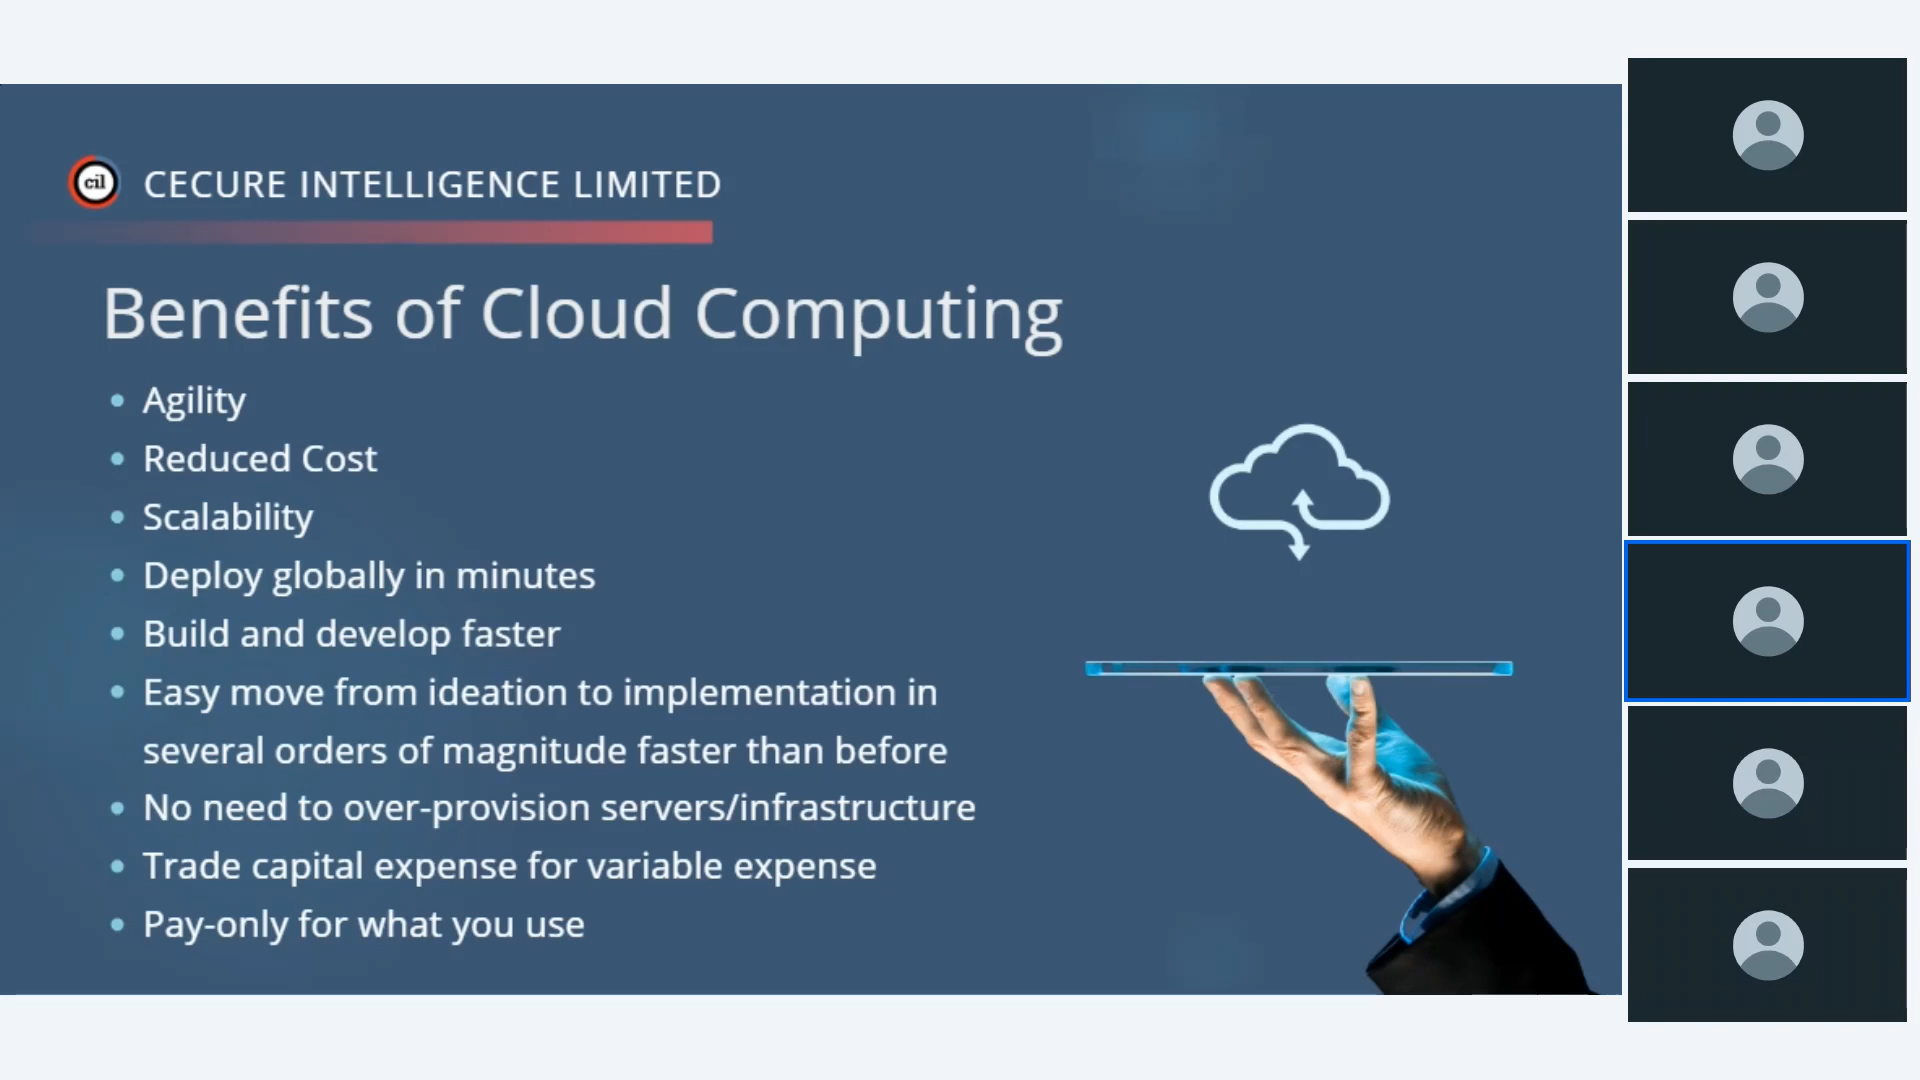 cil
CECURE INTELLIGENCE LIMITED
Benefits of Cloud Computing
Agility
Reduced Cost
Scalability
Deploy globally in minutes
Build and develop faster
Easy move from ideation to implementation in
several orders of magnitude faster than before
No need to over-provision servers/infrastructure
Trade capital expense for variable expense
Pay-only for what you use